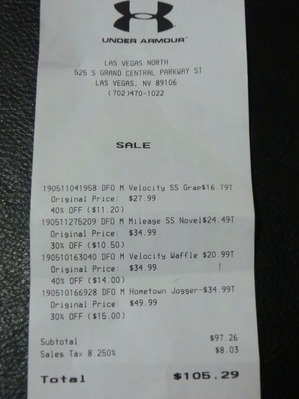 UNDER ARMOUR
LAS VEGAS NORTH
525 S GRAND CENTRAL PARKWAY ST
LAS VEGAS, NV 89106
(702)470-1022
SALE
190511041958 DFO M Velocity SS Grap$16.79T
Original Price: $27.99
40% OFF ($11.20)
190511275209 DFO M Mileage SS Novel$24.49T
Original Price: $34.99
30% OFF ($10.50)
190510163040 DFO M Velocity Waffle $20.99T
Original Price: $34.99
40% OFF ($14.00)
190510166928 DFO M Hometown Jogger-$34.99T
Original Price: $49.99
30% OFF ($15.00)
Subtotal $97.26
Sales Tax 8.250% $8.03
Total $105.29